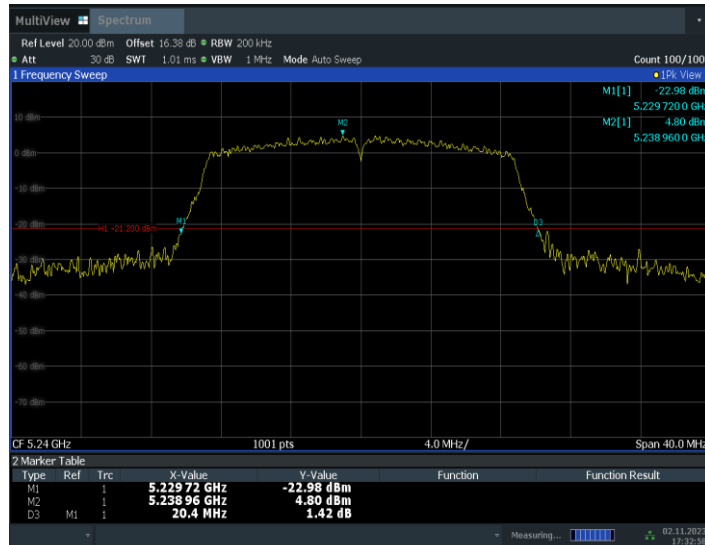 MultiView Spectrum
Ref Level 20.00 dBm Offset 16.38 dB RBW 200 kHz
Att 30 dB SWT 1.01 ms VBW 1 MHz Mode Auto Sweep Count 100/100
1 Frequency Sweep 1Pk View
M1[1] -22.98 dBm
5.229 720 0 GHz
M2[1] 4.80 dBm
5.238 960 0 GHz
10 dBm
M2
0 dBm
-10 dBm
-20 dBm
H1 -21.200 dBm
M1
D3
-30 dBm
-40 dBm
-50 dBm
-60 dBm
-70 dBm
CF 5.24 GHz 1001 pts 4.0 MHz/ Span 40.0 MHz
2 Marker Table
Type Ref Trc X-Value Y-Value Function Function Result
M1 1 5.229 72 GHz -22.98 dBm
M2 1 5.238 96 GHz 4.80 dBm
D3 M1 1 20.4 MHz 1.42 dB
Measuring... 02.11.2023
17:32:58